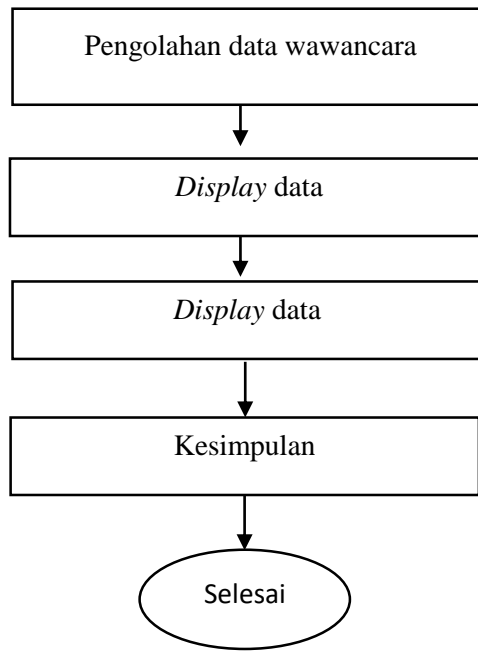 Pengolahan data wawancara
Display data
Display data
Kesimpulan
Selesai